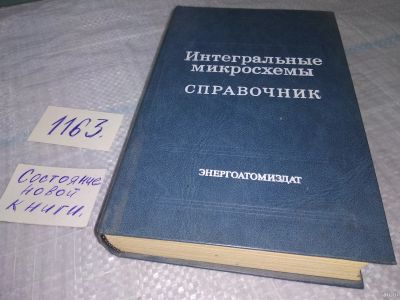 Интегральные
микросхемы
СПРАВОЧНИК
ЭНЕРГОАТОМИЗДАТ
1163.
Состояние
новой
книги.